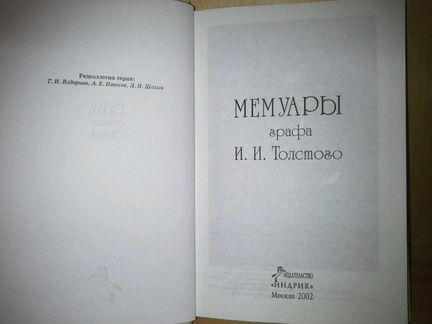 Редколлегия серии:
Г. И. Вздорнов, А. Е. Иванов, Л. И. Шохин
МЕМУАРЫ
графа
И. И. Толстого
ИЗДАТЕЛЬСТВО
«ИНДРИК»
Москва 2002